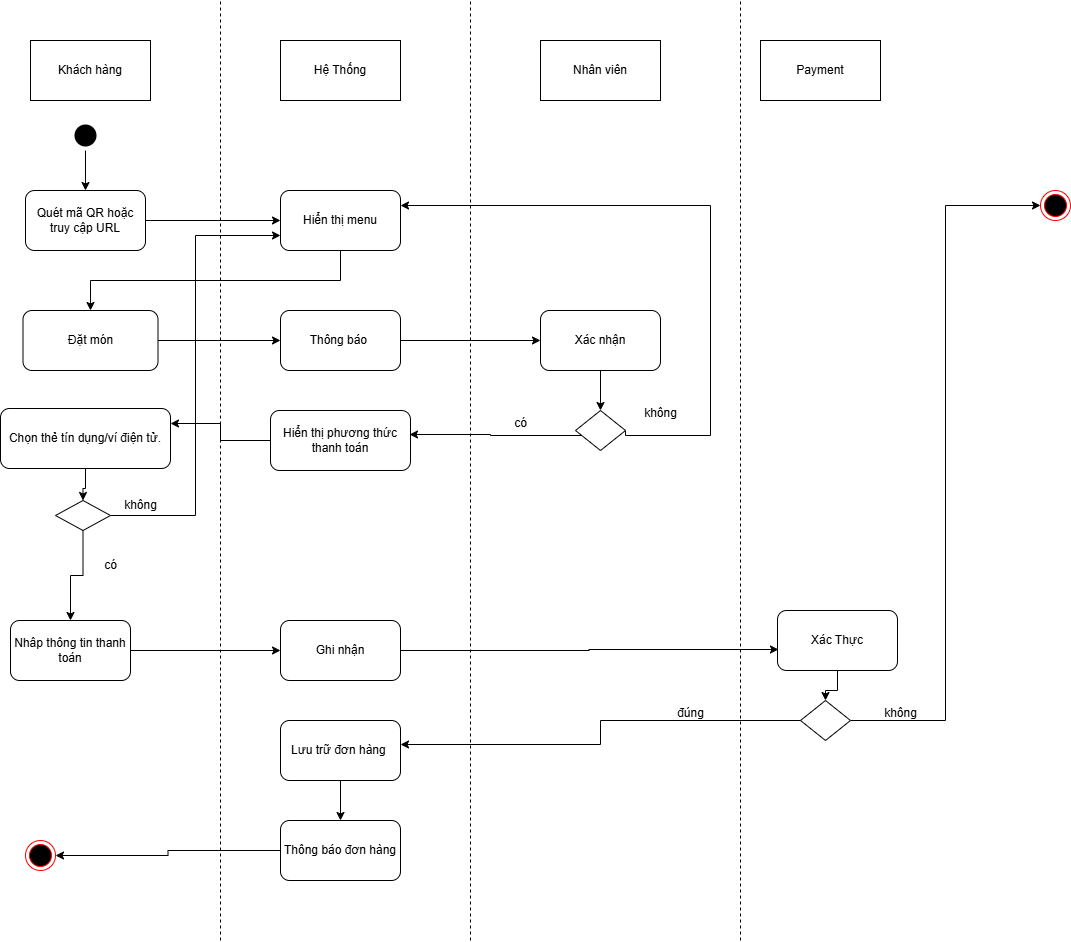 Khách hàng
Hệ Thống
Nhân viên
Payment
Quét mã QR hoặc
truy cập URL
Hiển thị menu
Đặt món
Thông báo
Xác nhận
không
có
Hiển thị phương thức
thanh toán
Chọn thẻ tín dụng/ví điện tử.
không
có
Nhâp thông tin thanh
toán
Ghi nhận
Xác Thực
đúng
không
Lưu trữ đơn hàng
Thông báo đơn hàng